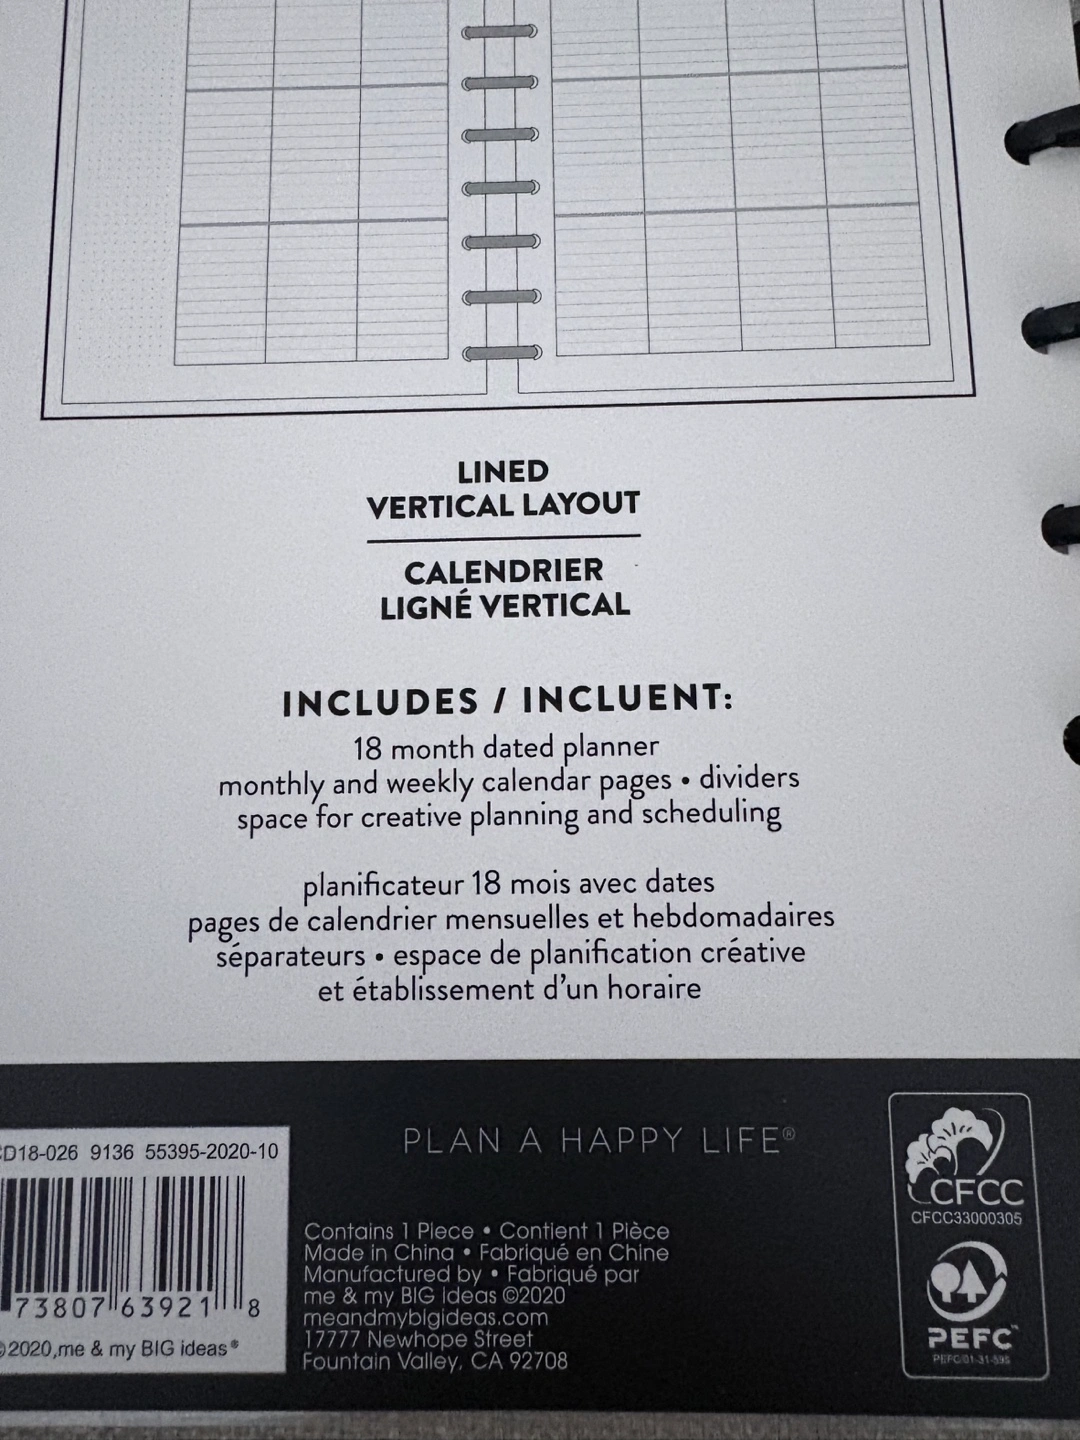 LINED
VERTICAL LAYOUT
CALENDRIER
LIGNÉ VERTICAL
INCLUDES / INCLUENT:
18 month dated planner
monthly and weekly calendar pages • dividers
space for creative planning and scheduling
planificateur 18 mois avec dates
pages de calendrier mensuelles et hebdomadaires
séparateurs • espace de planification créative
et établissement d'un horaire
D18-026 9136 55395-2020-10
73807 63921 8
©2020,me & my BIG ideas®
PLAN A HAPPY LIFE®
Contains 1 Piece • Contient 1 Pièce
Made in China • Fabriqué en Chine
Manufactured by • Fabriqué par
me & my BIG ideas ©2020
meandmybigideas.com
17777 Newhope Street
Fountain Valley, CA 92708
CFCC
CFCC33000305
PEFC™
PEFC/01-31-595